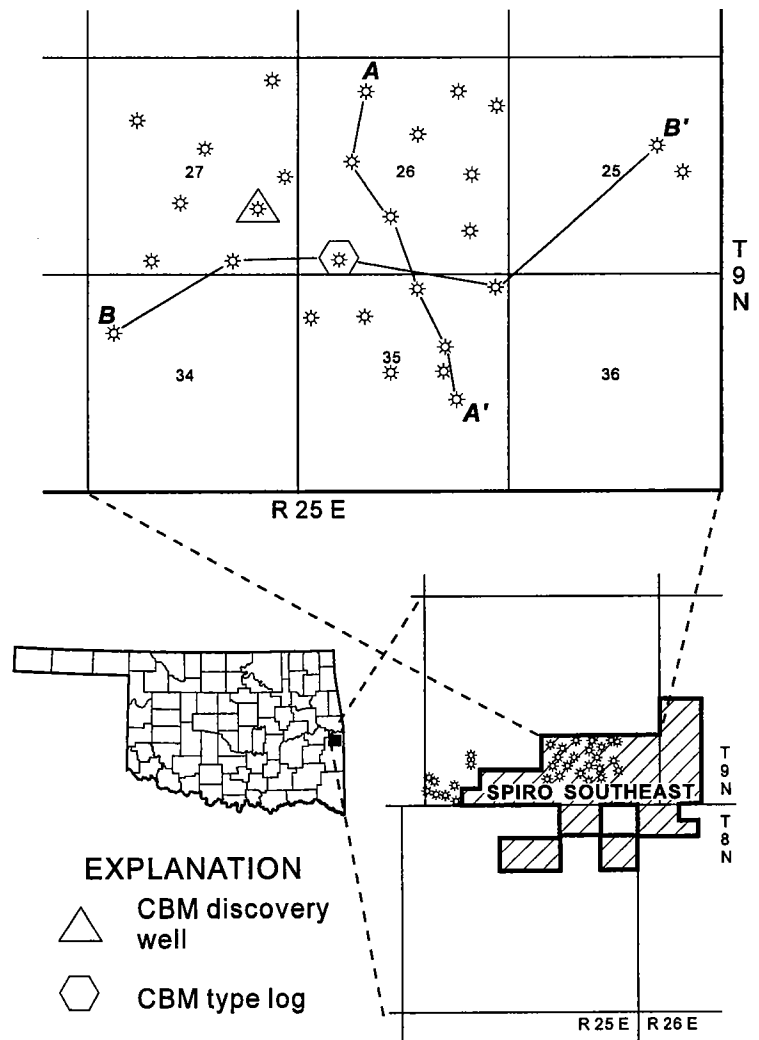 A
B'
27
26
25
T
9
N
B
35
34
36
A'
R 25 E
T
9
N
SPIRO SOUTHEAST
T
8
N
EXPLANATION
CBM discovery
well
CBM type log
R 25 E
R 26 E